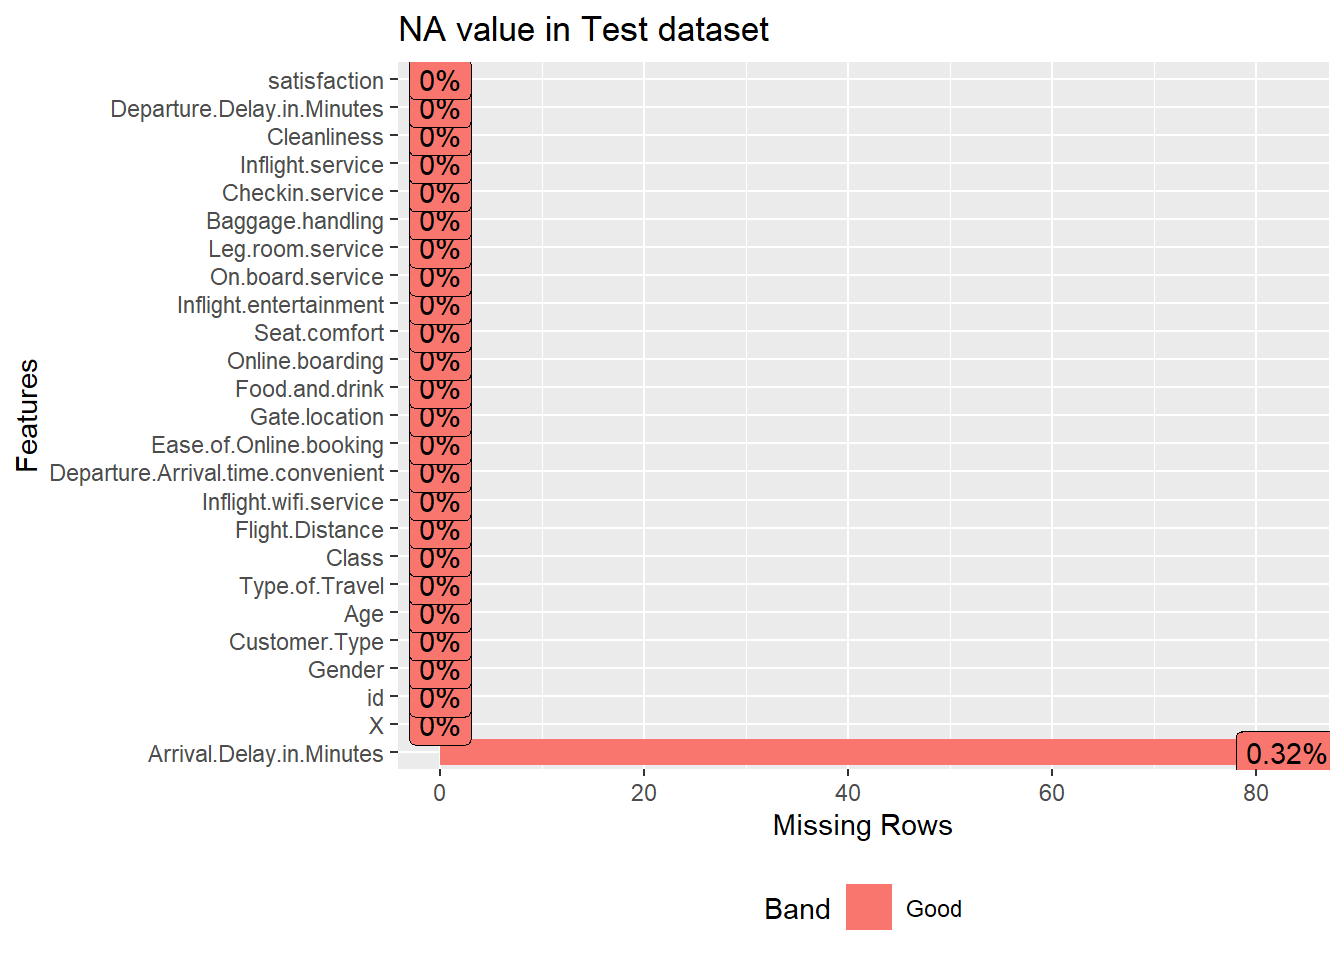 NA value in Test dataset
Features
satisfaction 0%
Departure.Delay.in.Minutes 0%
Cleanliness 0%
Inflight.service 0%
Checkin.service 0%
Baggage.handling 0%
Leg.room.service 0%
On.board.service 0%
Inflight.entertainment 0%
Seat.comfort 0%
Online.boarding 0%
Food.and.drink 0%
Gate.location 0%
Ease.of.Online.booking 0%
Departure.Arrival.time.convenient 0%
Inflight.wifi.service 0%
Flight.Distance 0%
Class 0%
Type.of.Travel 0%
Age 0%
Customer.Type 0%
Gender 0%
id 0%
X 0%
Arrival.Delay.in.Minutes 0.32%
0 20 40 60 80
Missing Rows
Band Good